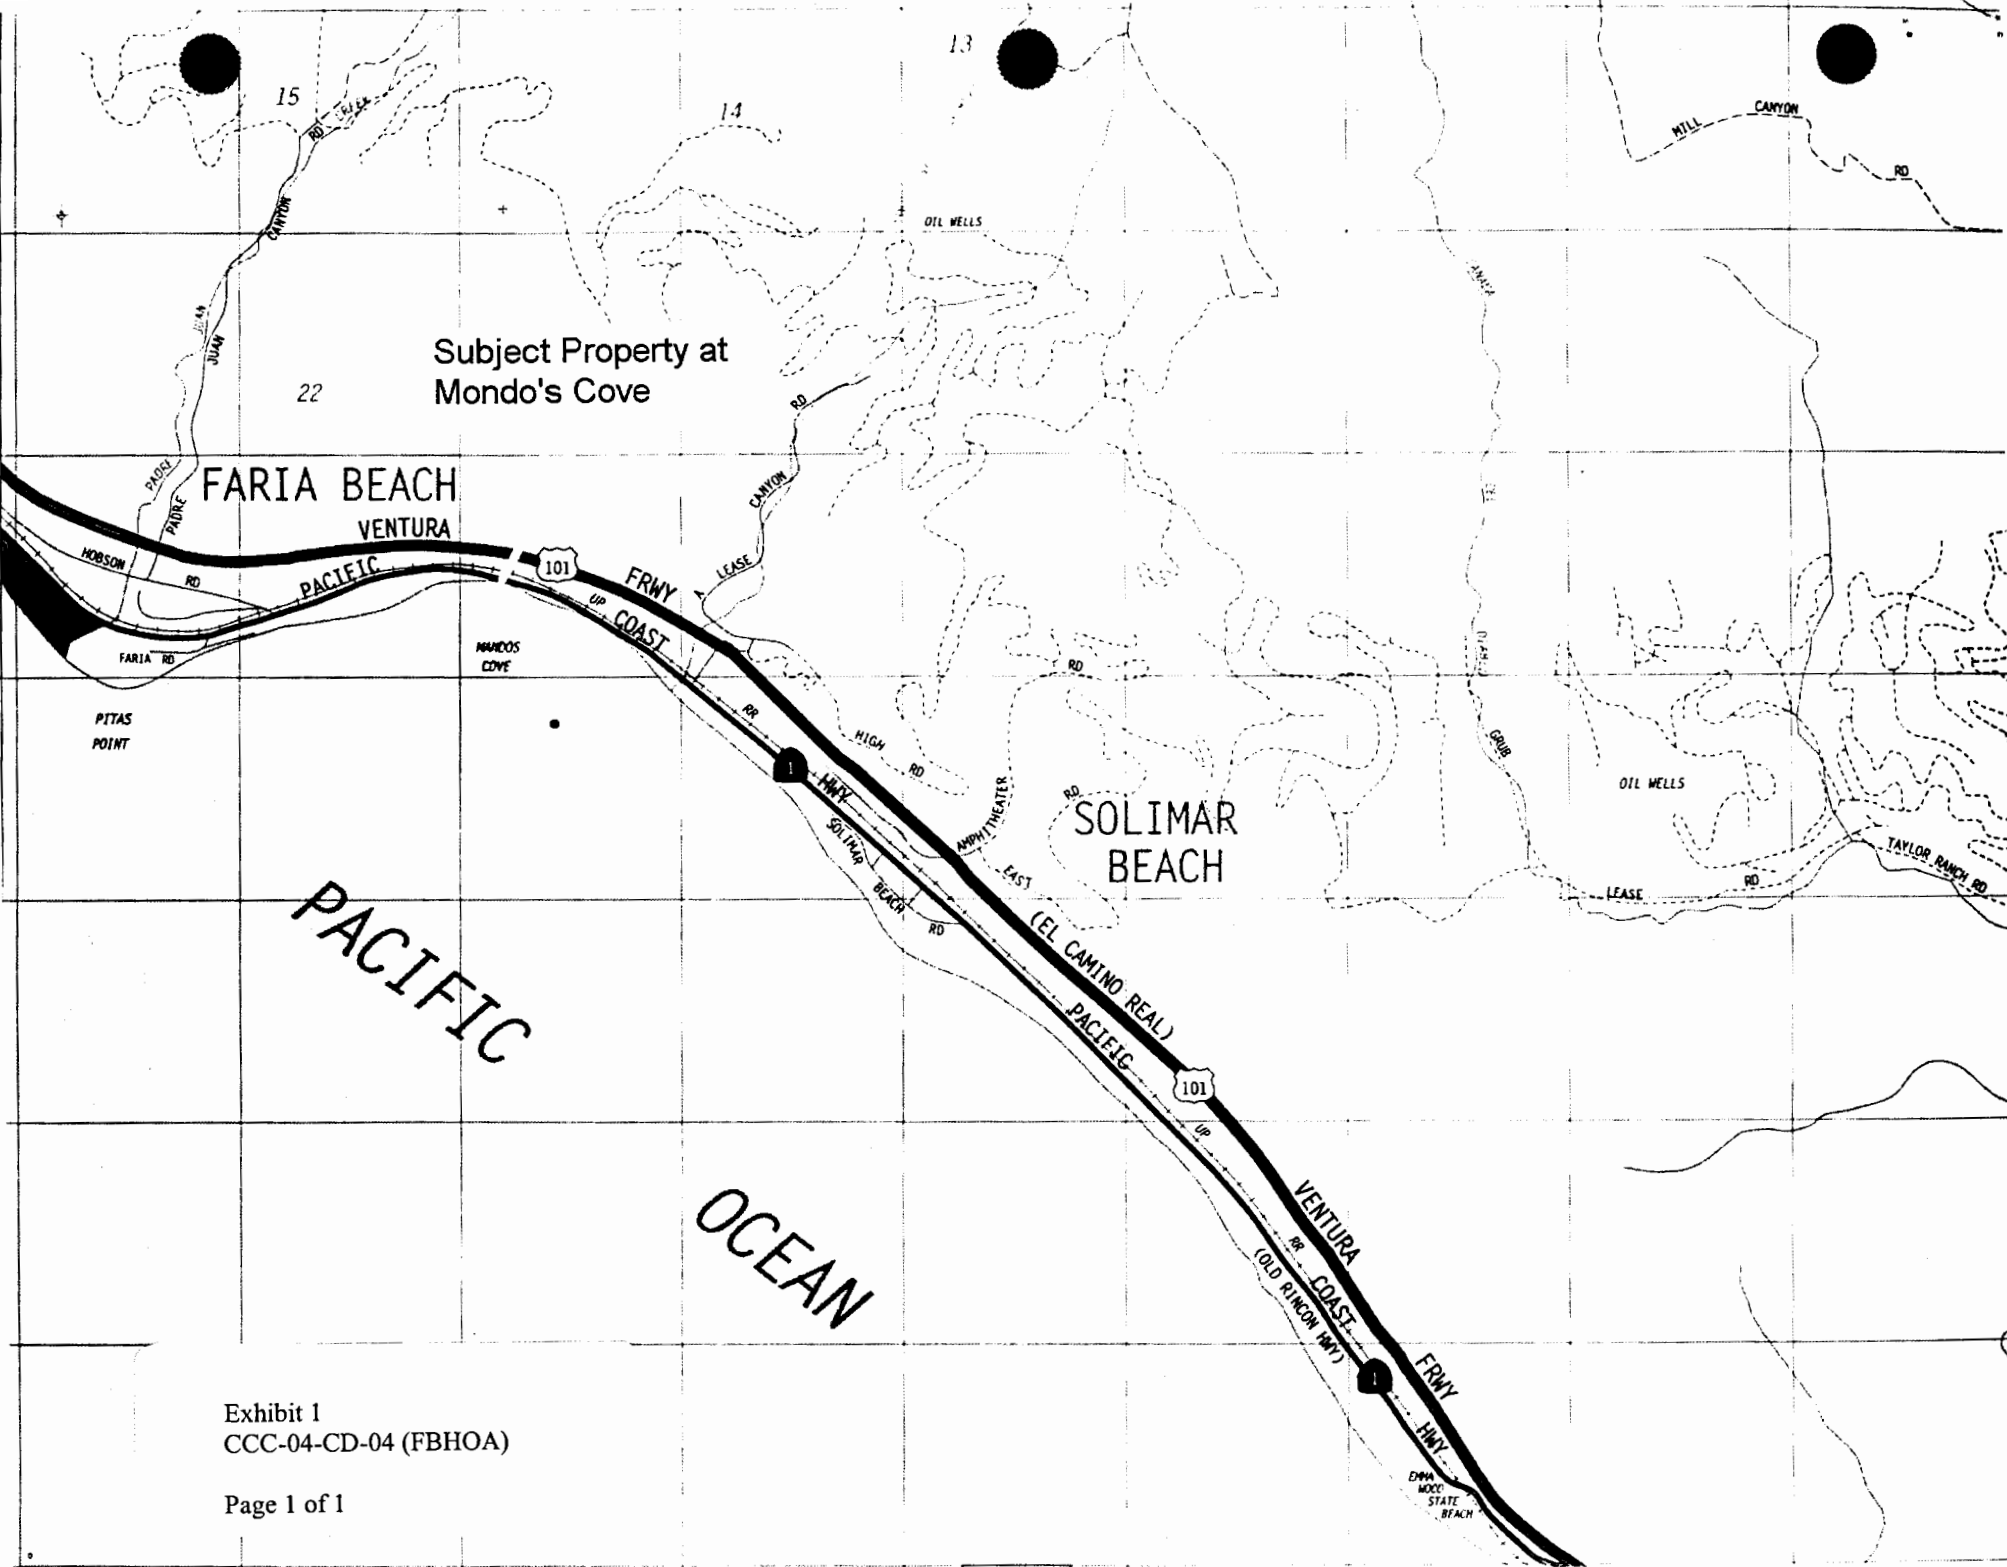 13
15
14
CREEK
RD
CANYON
MILL
CANYON
RD
OIL WELLS
JUAN
JUAN
Subject Property at
Mondo's Cove
22
RD
CANYON
LEASE
PADRE
PADRE
FARIA BEACH
VENTURA
101
FRWY
HOBSON
RD
PACIFIC
UP
COAST
A
FARIA RD
MANDOS
COVE
PITAS
POINT
RR
1
HWY
HIGH
RD
RD
AMPHITHEATER
RD
EAST
SOLIMAR
BEACH
SOLIMAR
BEACH
RD
GRUB
OIL WELLS
LEASE
RD
TAYLOR RANCH RD
(EL CAMINO REAL)
PACIFIC
101
UP
PACIFIC
OCEAN
VENTURA
RR
COAST
(OLD RINCON HWY)
1
FRWY
HWY
EMMA
WOOD
STATE
BEACH
Exhibit 1
CCC-04-CD-04 (FBHOA)
Page 1 of 1